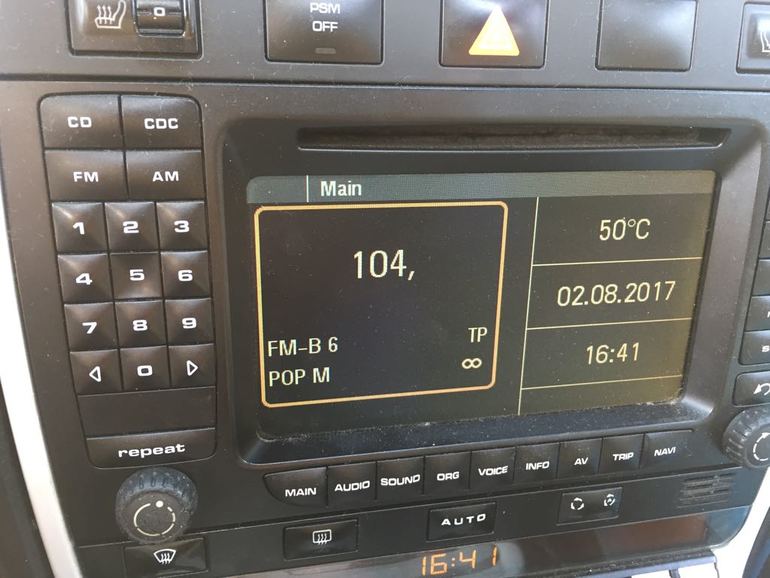 0
PSM
OFF
CD
CDC
FM
AM
1
2
3
4
5
6
7
8
9
0
repeat
Main
104,
FM-B 6
TP
POP M
∞
50°C
02.08.2017
16:41
MAIN
AUDIO
SOUND
ORG
VOICE
INFO
AV
TRIP
NAVI
AUTO
16:41